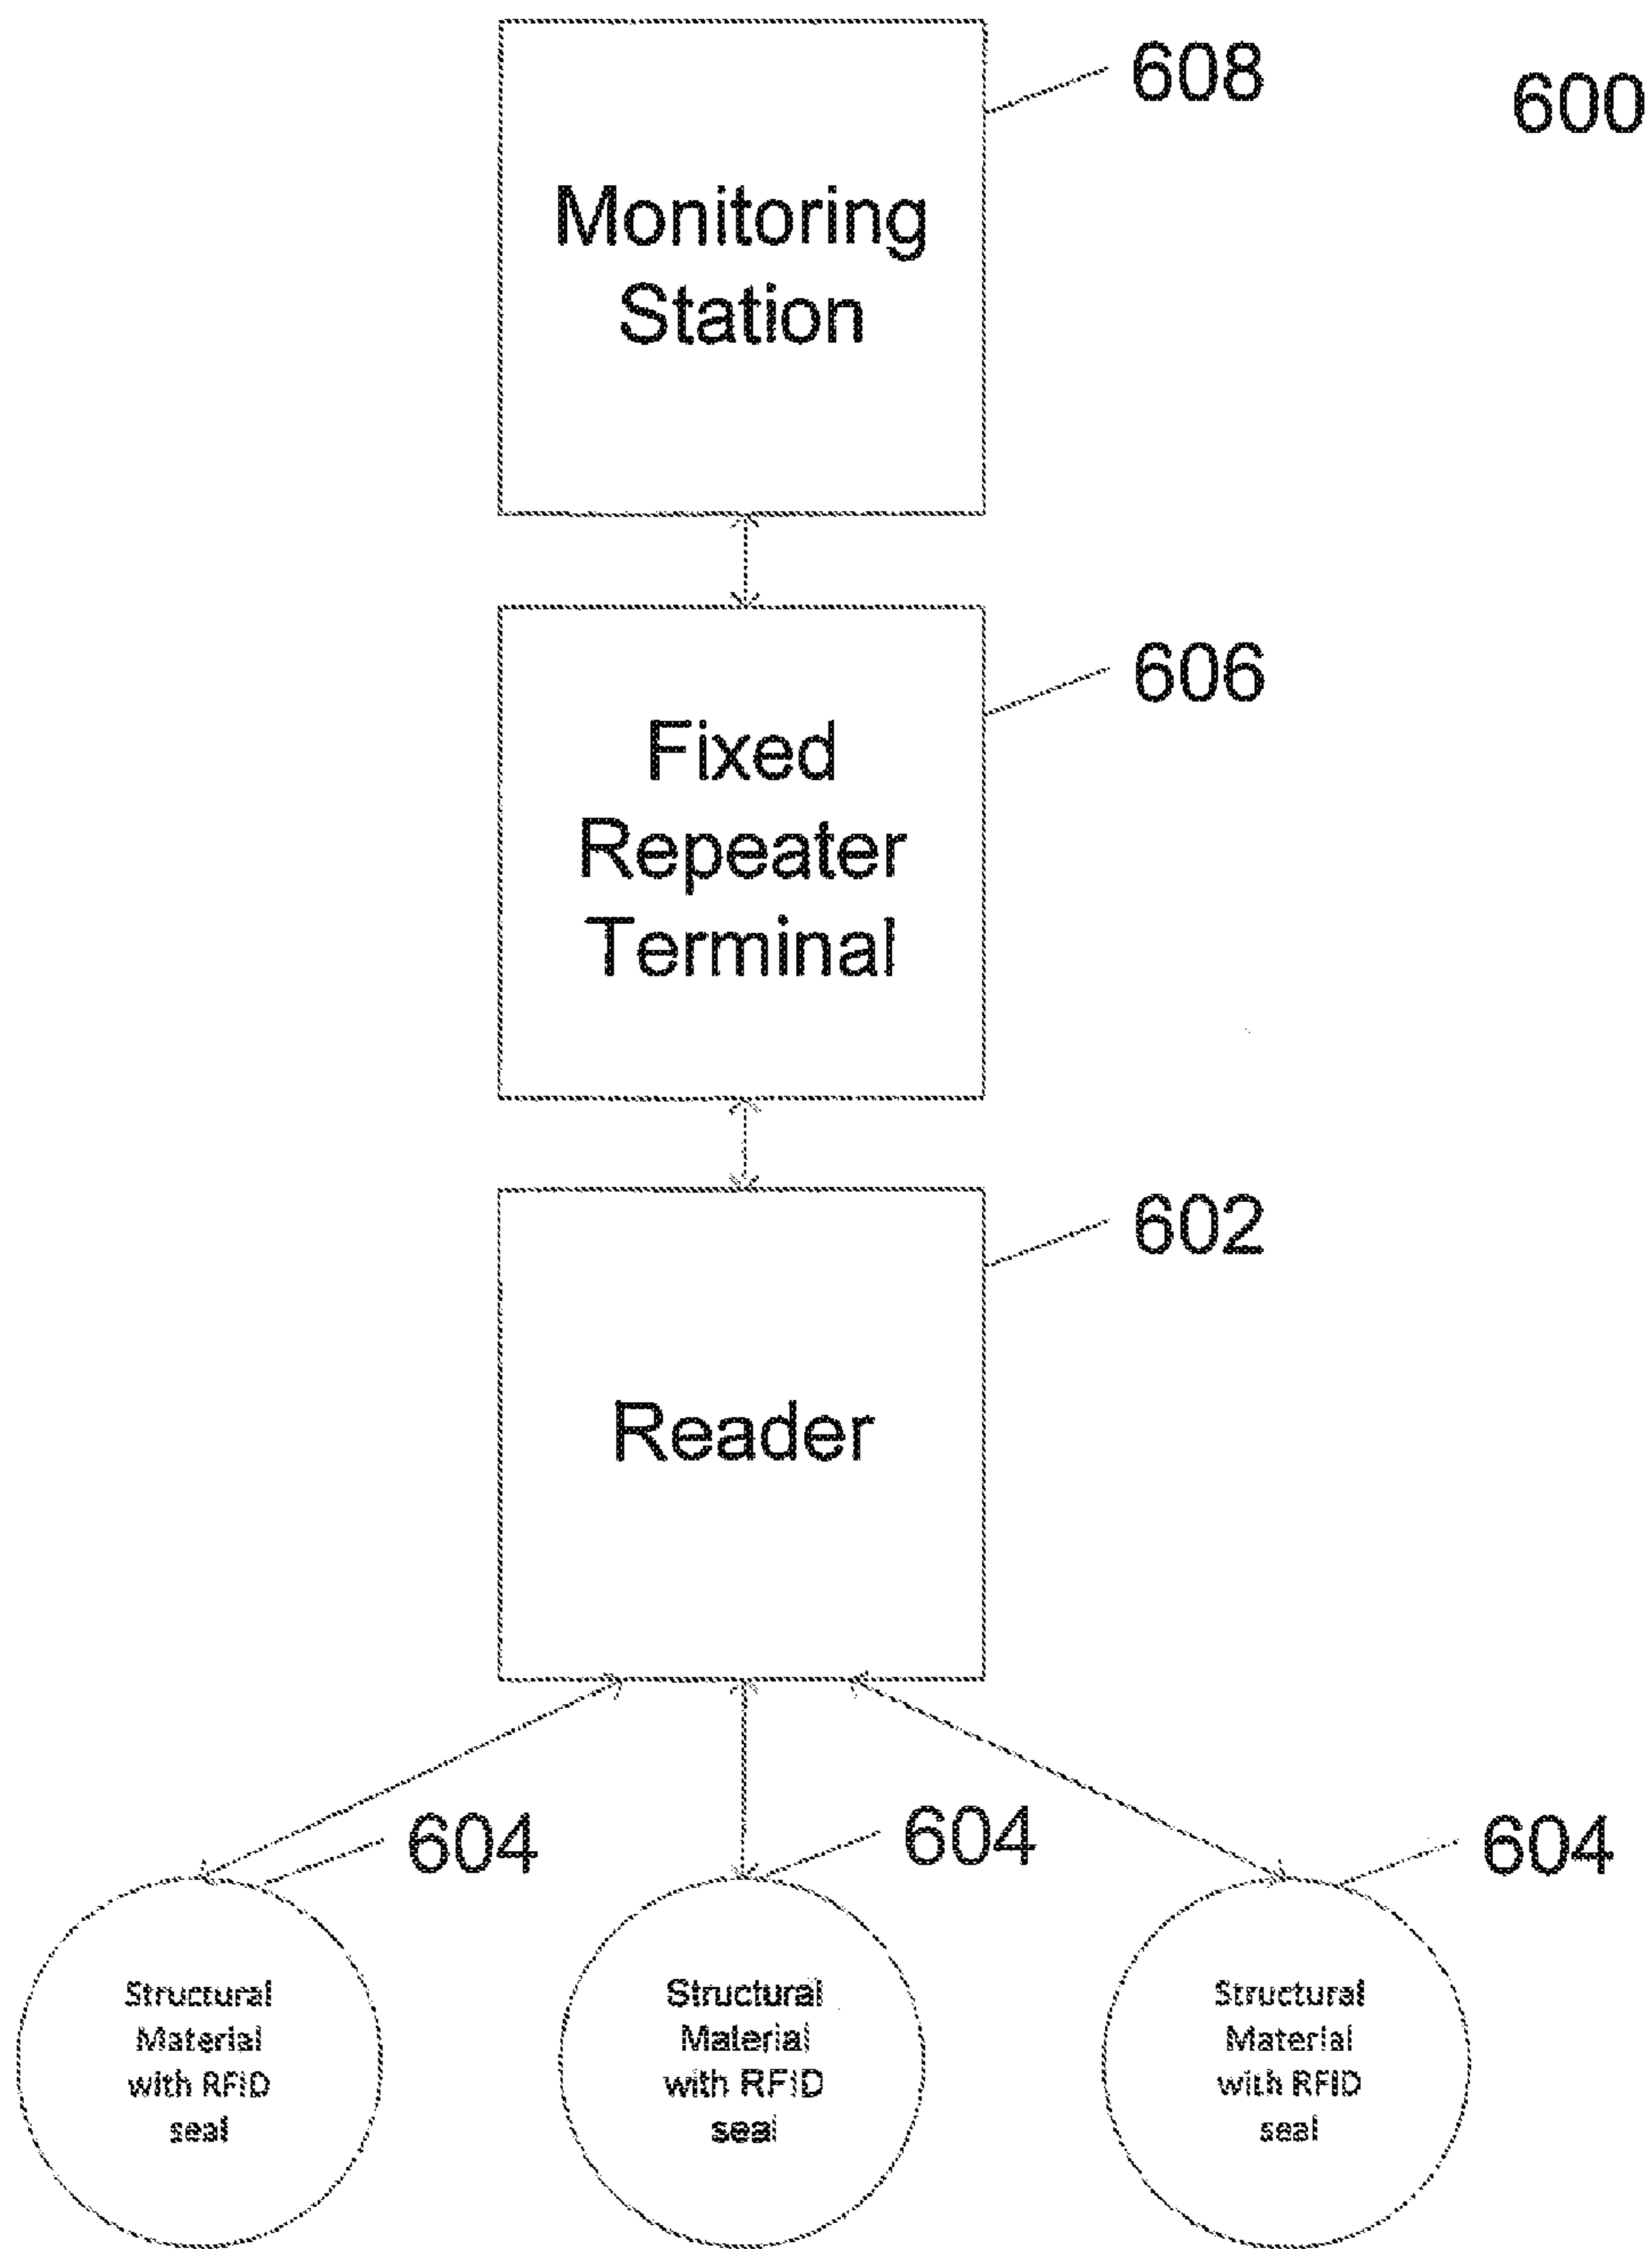 608
600
Monitoring
Station
606
Fixed
Repeater
Terminal
602
Reader
604
604
604
Structural
Material
with RFID
seal
Structural
Material
with RFID
seal
Structural
Material
with RFID
seal